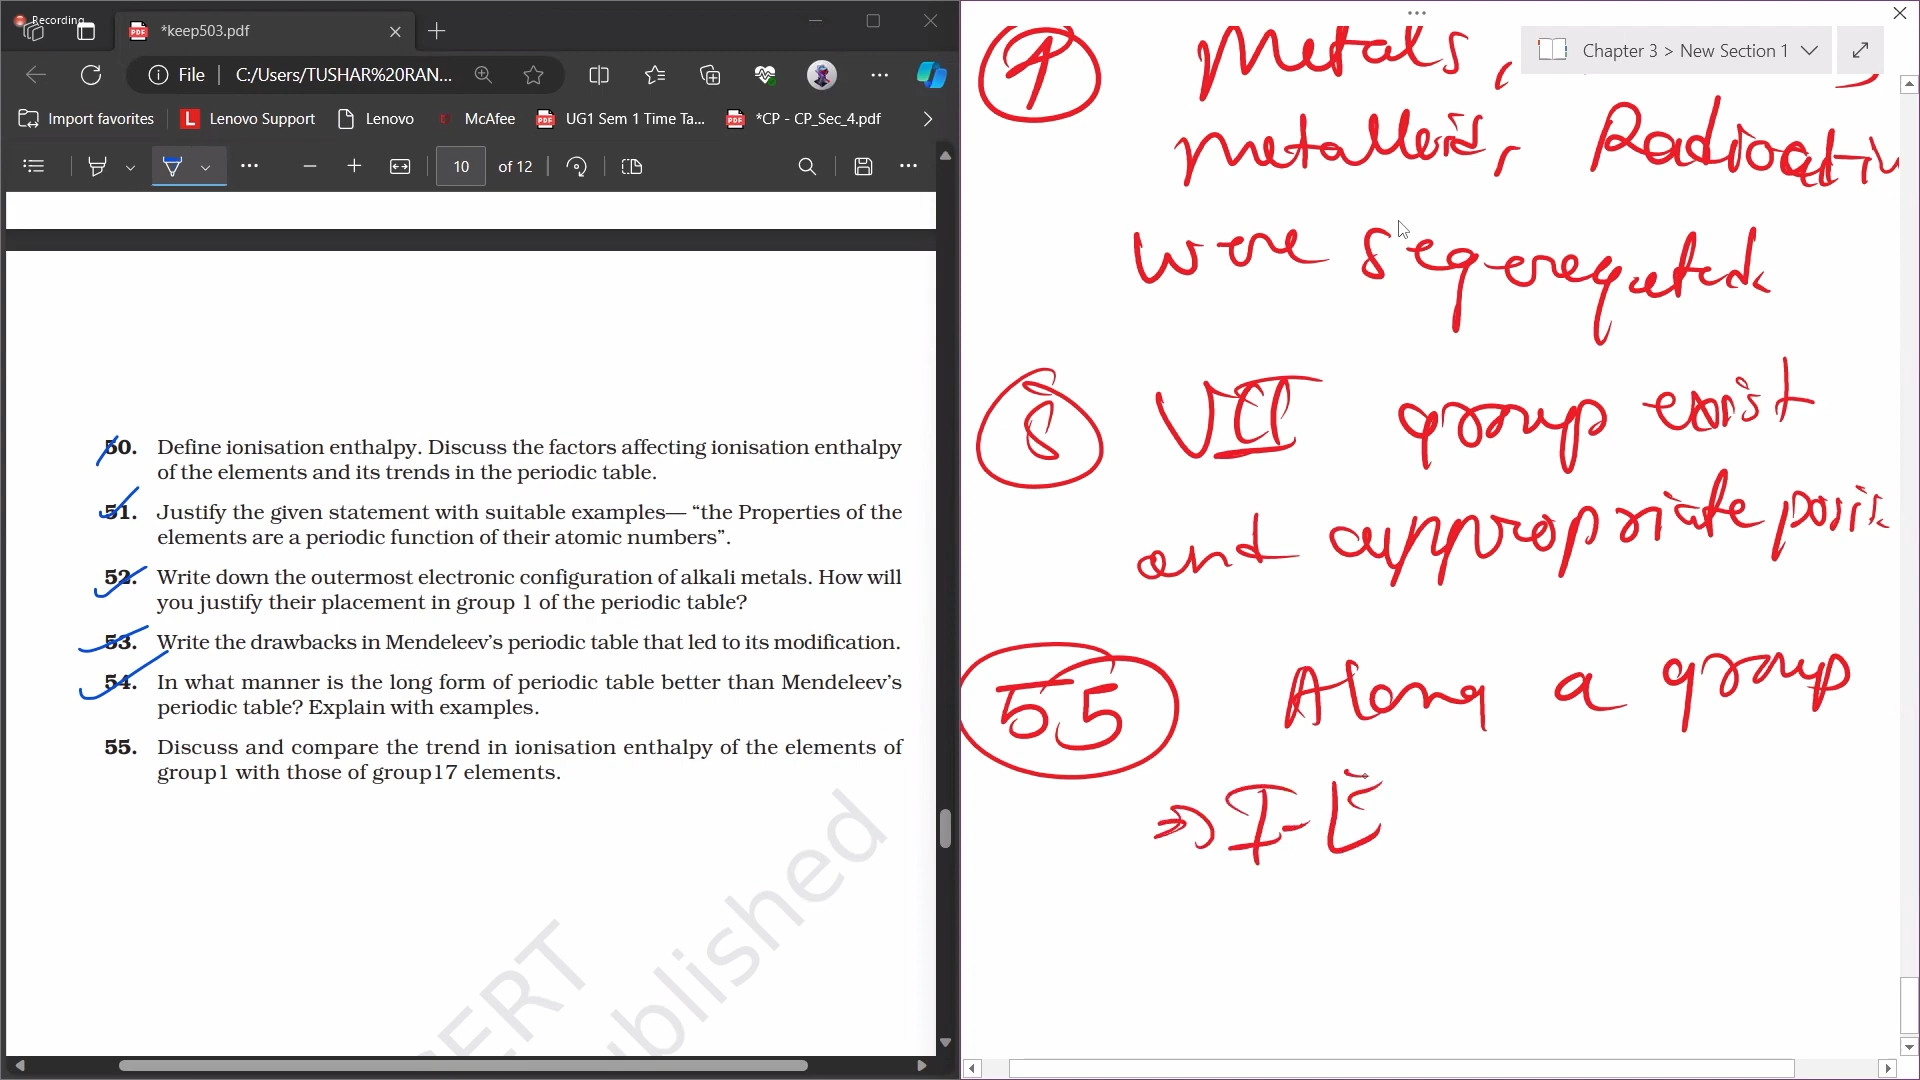 Recording
*keep503.pdf
File
C:/Users/TUSHAR%20RAN...
Import favorites
Lenovo Support
Lenovo
McAfee
UG1 Sem 1 Time Ta...
*CP - CP_Sec_4.pdf
10 of 12
50. Define ionisation enthalpy. Discuss the factors affecting ionisation enthalpy
of the elements and its trends in the periodic table.
51. Justify the given statement with suitable examples— “the Properties of the
elements are a periodic function of their atomic numbers”.
52. Write down the outermost electronic configuration of alkali metals. How will
you justify their placement in group 1 of the periodic table?
53. Write the drawbacks in Mendeleev’s periodic table that led to its modification.
54. In what manner is the long form of periodic table better than Mendeleev’s
periodic table? Explain with examples.
55. Discuss and compare the trend in ionisation enthalpy of the elements of
group1 with those of group17 elements.
ublished
Chapter 3 > New Section 1
Metals,
Metalloids, Radioactiv
were
8 group exist
and appropriate posit
55 Along a group
⇒ I-E